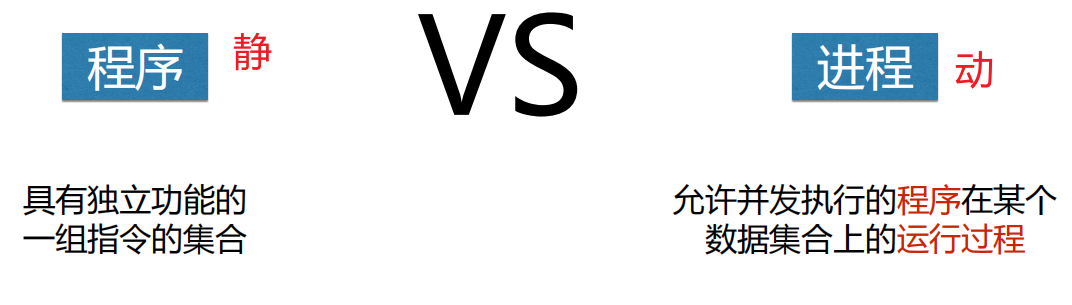 程序
静
VS
进程
动
具有独立功能的
一组指令的集合
允许并发执行的程序在某个
数据集合上的运行过程